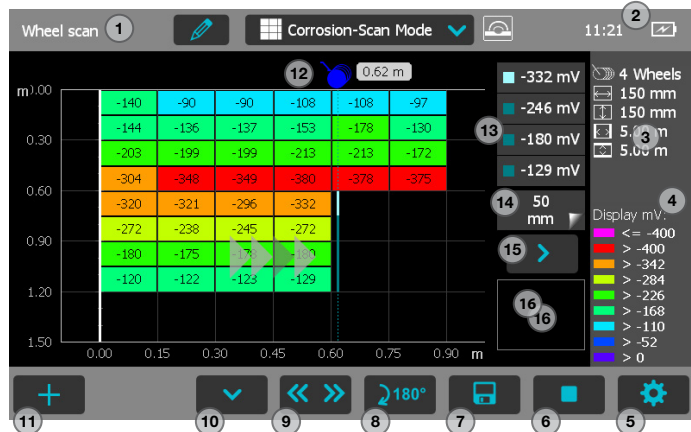 Wheel scan 1 Corrosion-Scan Mode 11:21 2
12 0.62 m
-332 mV
-246 mV
13
-180 mV
-129 mV
4 Wheels
150 mm
150 mm
3
5.00 m
m 0.00
-140 -90 -90 -108 -108 -97
-144 -136 -137 -153 -178 -130
0.30
-203 -199 -199 -213 -213 -172
-304 -348 -349 -380 -378 -375
0.60
-320 -321 -296 -332
-272 -238 -245 -272
0.90
-180 -175 -178 -180
-120 -122 -123 -129
1.20
1.50
0.00 0.15 0.30 0.45 0.60 0.75 0.90 m
14 50
mm
15
16
16
4
Display mV:
<= -400
> -400
> -342
> -284
> -226
> -168
> -110
> -52
> 0
180°
11 10 9 8 7 6 5